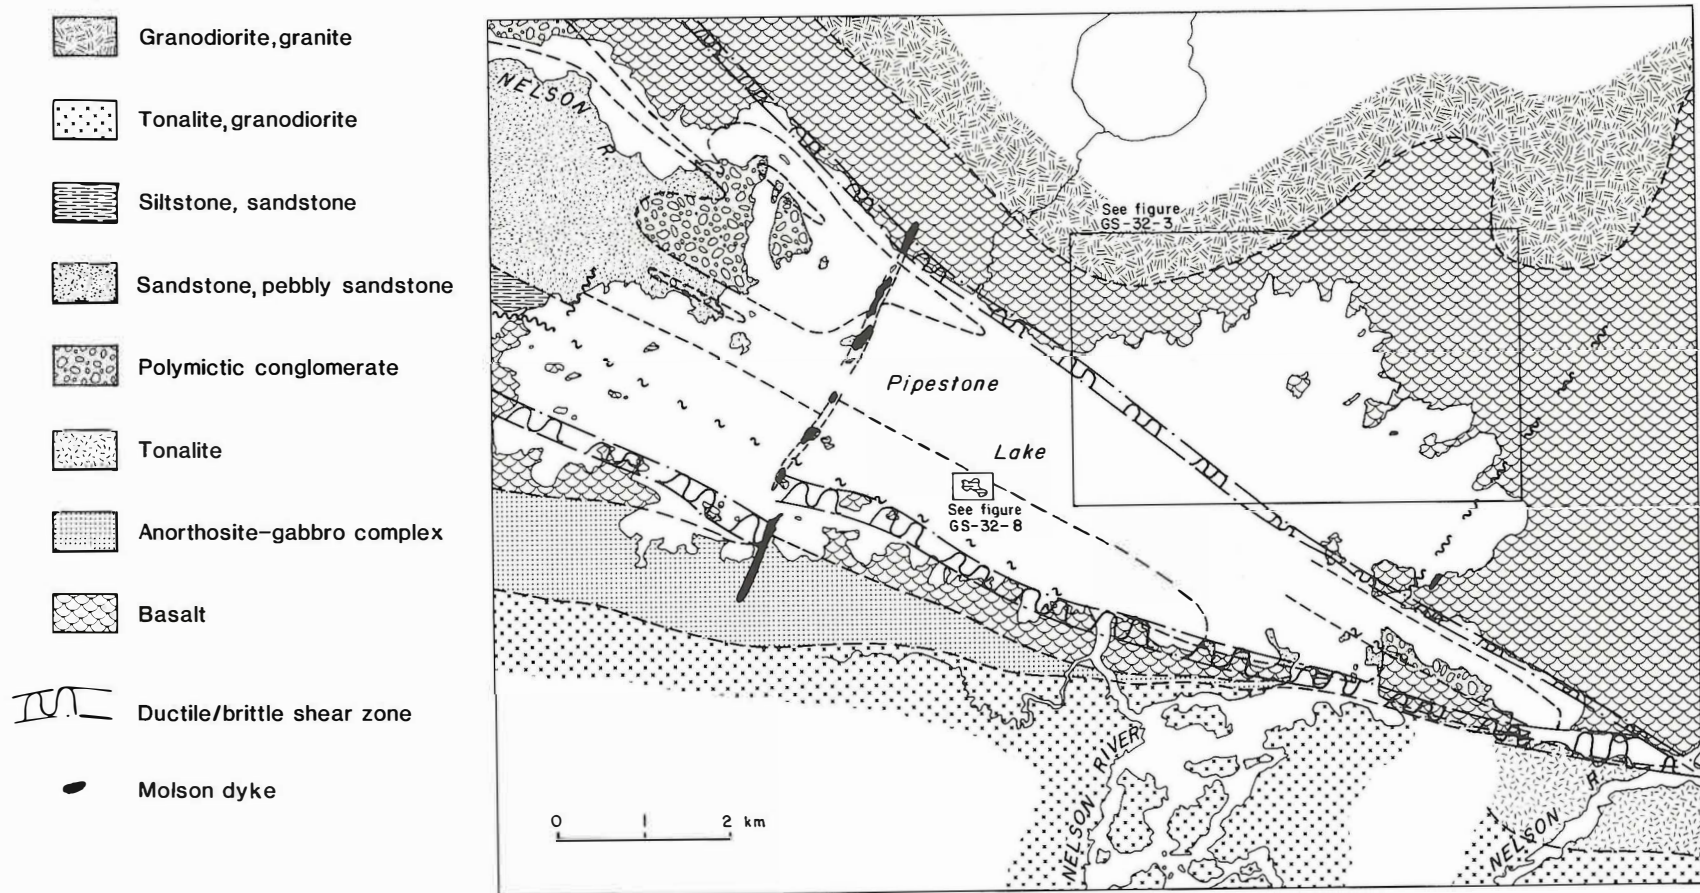 Granodiorite, granite
Tonalite, granodiorite
Siltstone, sandstone
Sandstone, pebbly sandstone
Polymictic conglomerate
Tonalite
Anorthosite-gabbro complex
Basalt
Ductile/brittle shear zone
Molson dyke
NELSON R.
See figure
GS-32-3
Pipestone
Lake
See figure
GS-32-8
NELSON RIVER
NELSON R.
0 2 km